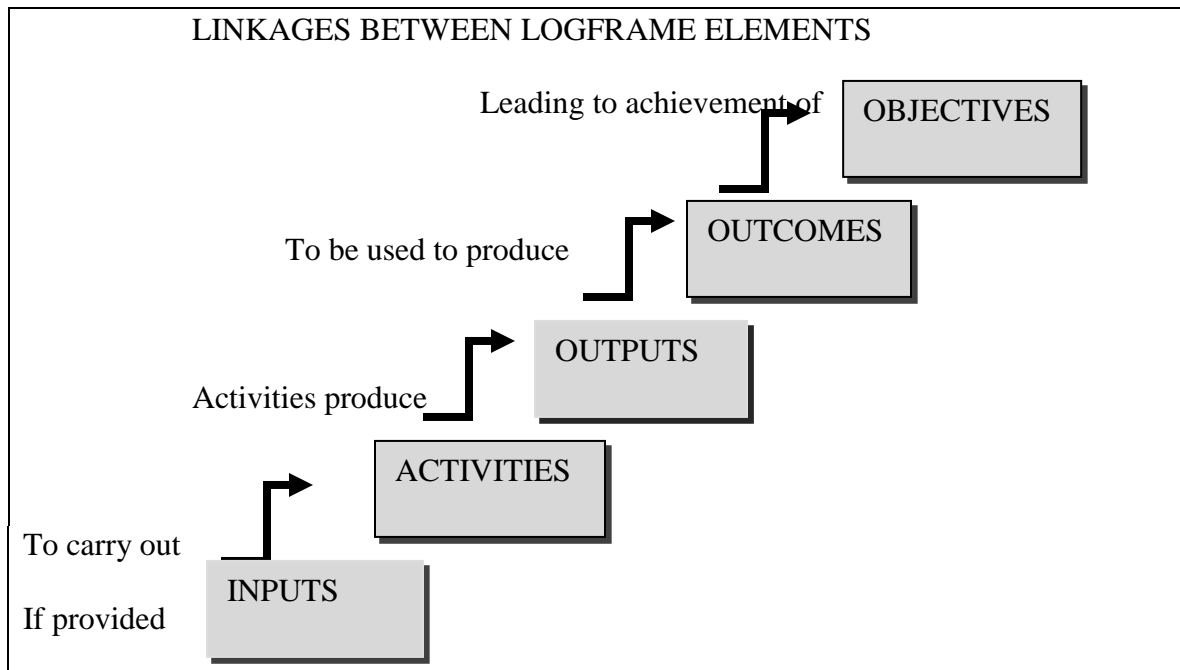 LINKAGES BETWEEN LOGFRAME ELEMENTS
Leading to achievement of
OBJECTIVES
OUTCOMES
To be used to produce
OUTPUTS
Activities produce
ACTIVITIES
To carry out
INPUTS
If provided